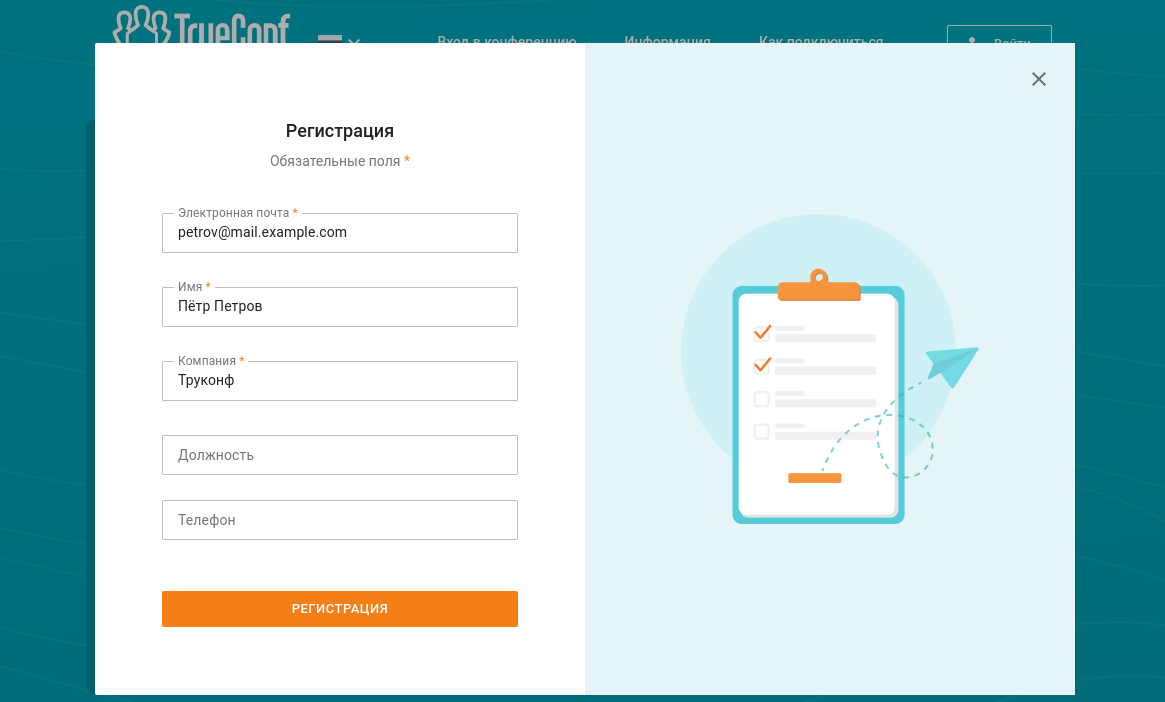 TrueConf
Вход в конференцию
Информация
Как подключиться
Войти
Регистрация
Обязательные поля *
Электронная почта *
petrov@mail.example.com
Имя *
Пётр Петров
Компания *
Труконф
Должность
Телефон
РЕГИСТРАЦИЯ